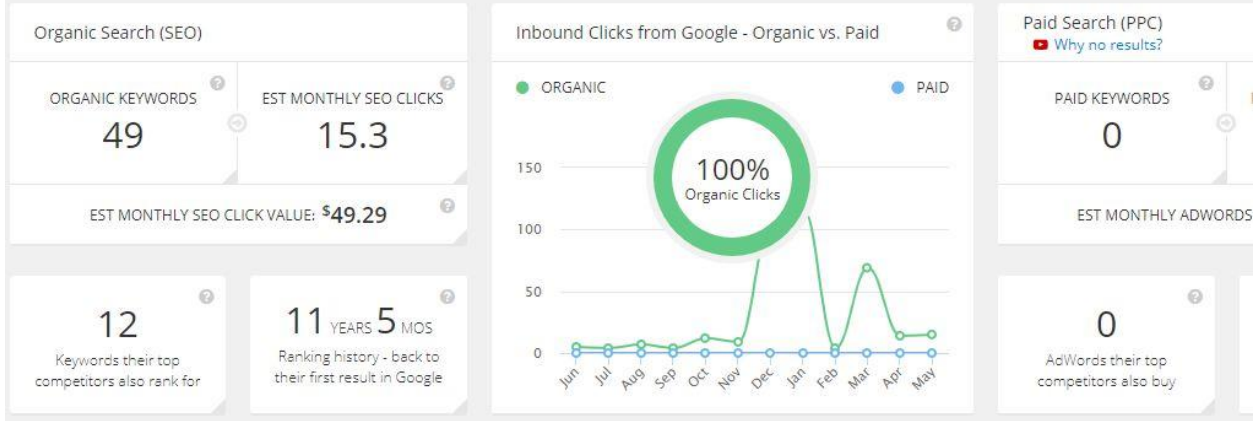 Organic Search (SEO)
ORGANIC KEYWORDS
49
EST MONTHLY SEO CLICKS
15.3
EST MONTHLY SEO CLICK VALUE: $49.29
12
Keywords their top
competitors also rank for
11 YEARS 5 MOS
Ranking history - back to
their first result in Google
Inbound Clicks from Google - Organic vs. Paid
ORGANIC
PAID
100%
Organic Clicks
150
100
50
0
Jun Jul Aug Sep Oct Nov Dec Jan Feb Mar Apr May
Paid Search (PPC)
Why no results?
PAID KEYWORDS
0
EST MONTHLY ADWORDS
0
AdWords their top
competitors also buy